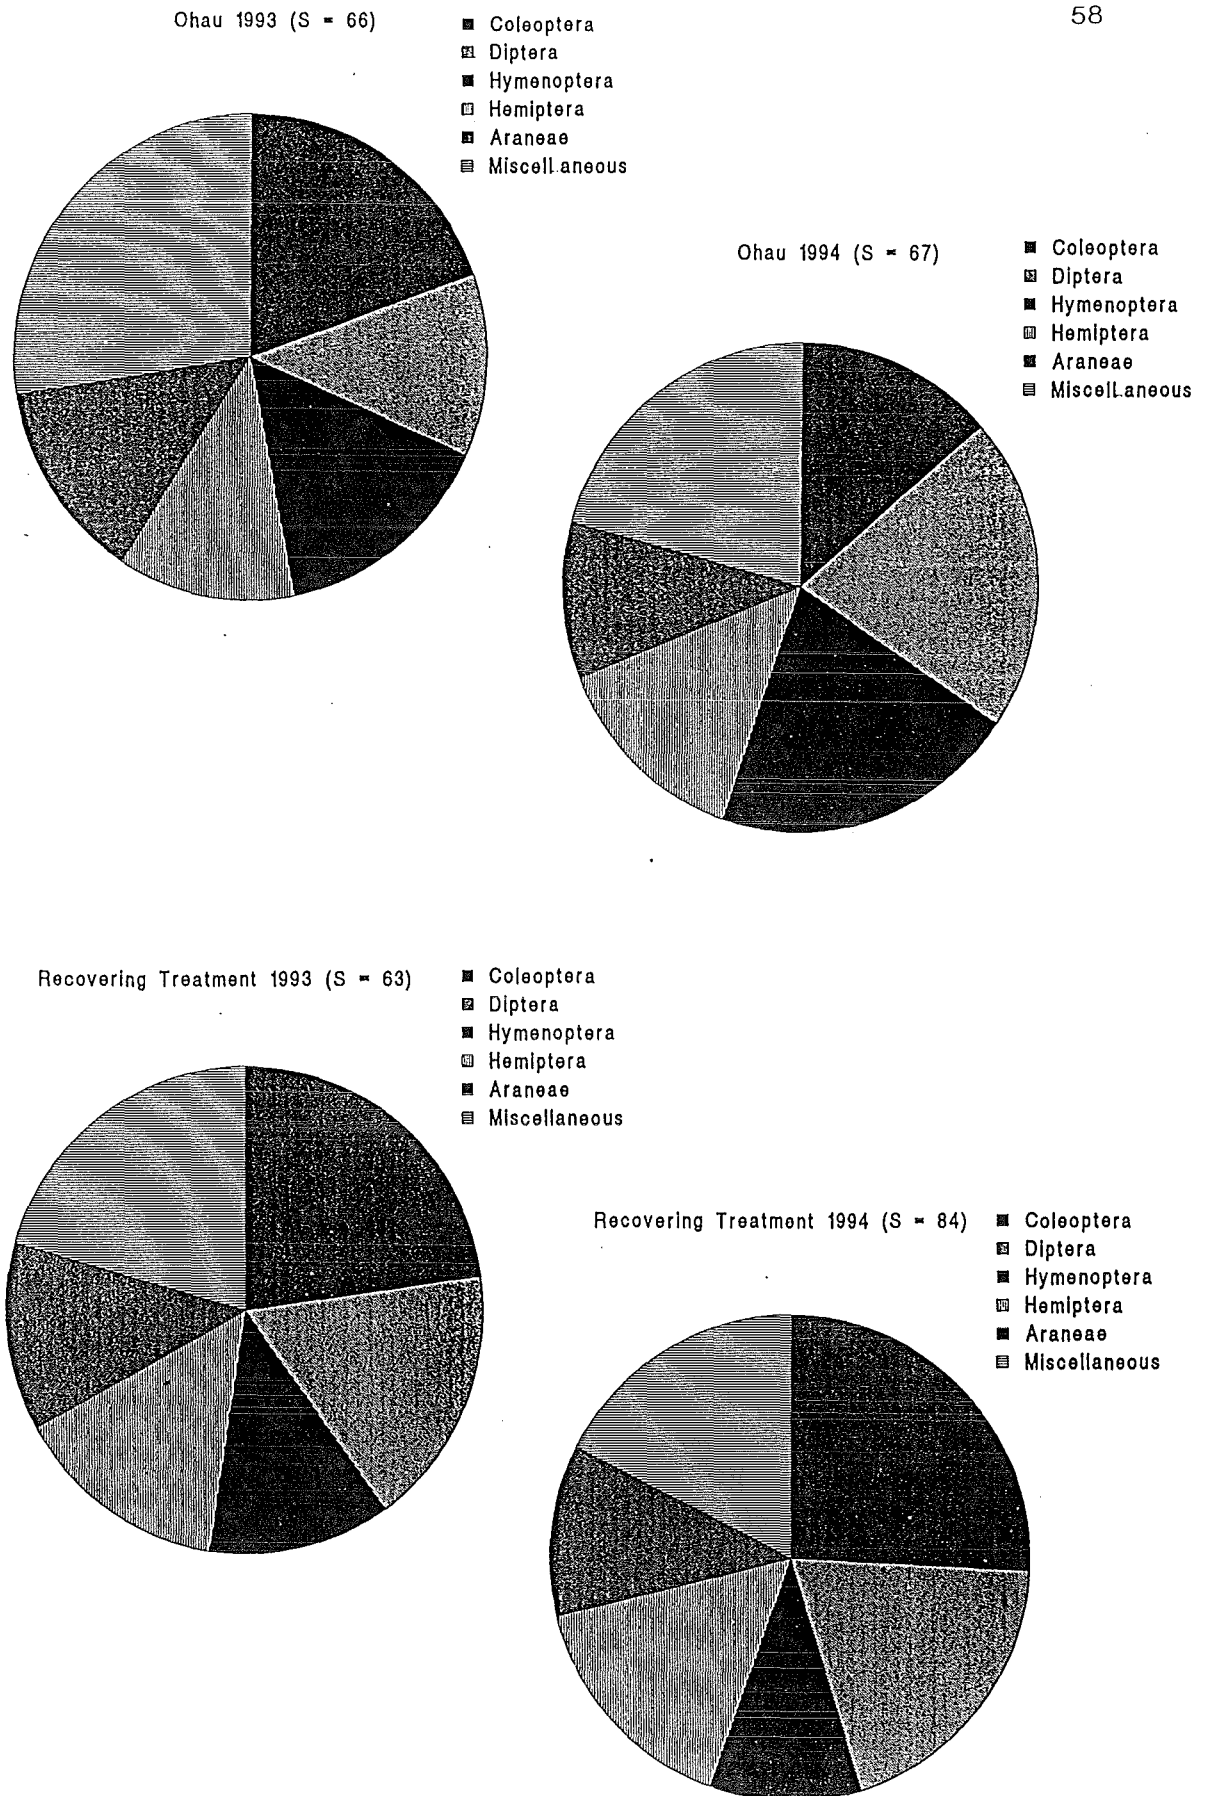 58
Ohau 1993 (S = 66)
Coleoptera
Diptera
Hymenoptera
Hemiptera
Araneae
Miscellaneous
Ohau 1994 (S = 67)
Coleoptera
Diptera
Hymenoptera
Hemiptera
Araneae
Miscellaneous
Recovering Treatment 1993 (S = 63)
Coleoptera
Diptera
Hymenoptera
Hemiptera
Araneae
Miscellaneous
Recovering Treatment 1994 (S = 84)
Coleoptera
Diptera
Hymenoptera
Hemiptera
Araneae
Miscellaneous